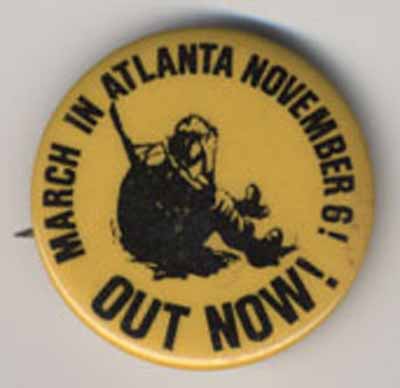 MARCH IN ATLANTA NOVEMBER 6!
OUT NOW!